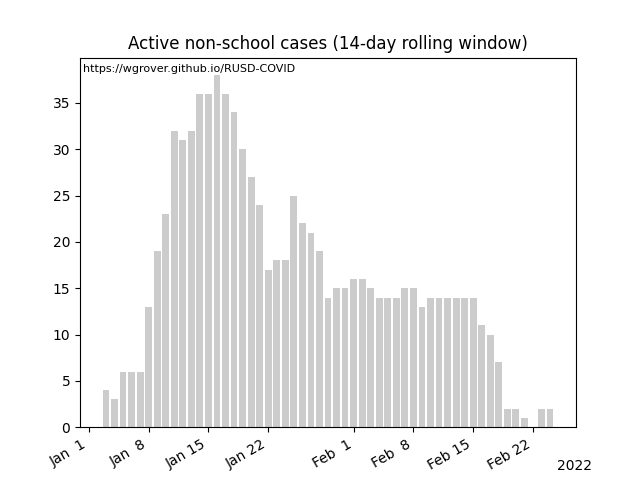 Active non-school cases (14-day rolling window)
https://wgrover.github.io/RUSD-COVID
35
30
25
20
15
10
5
0
Jan 1
Jan 8
Jan 15
Jan 22
Feb 1
Feb 8
Feb 15
Feb 22
2022